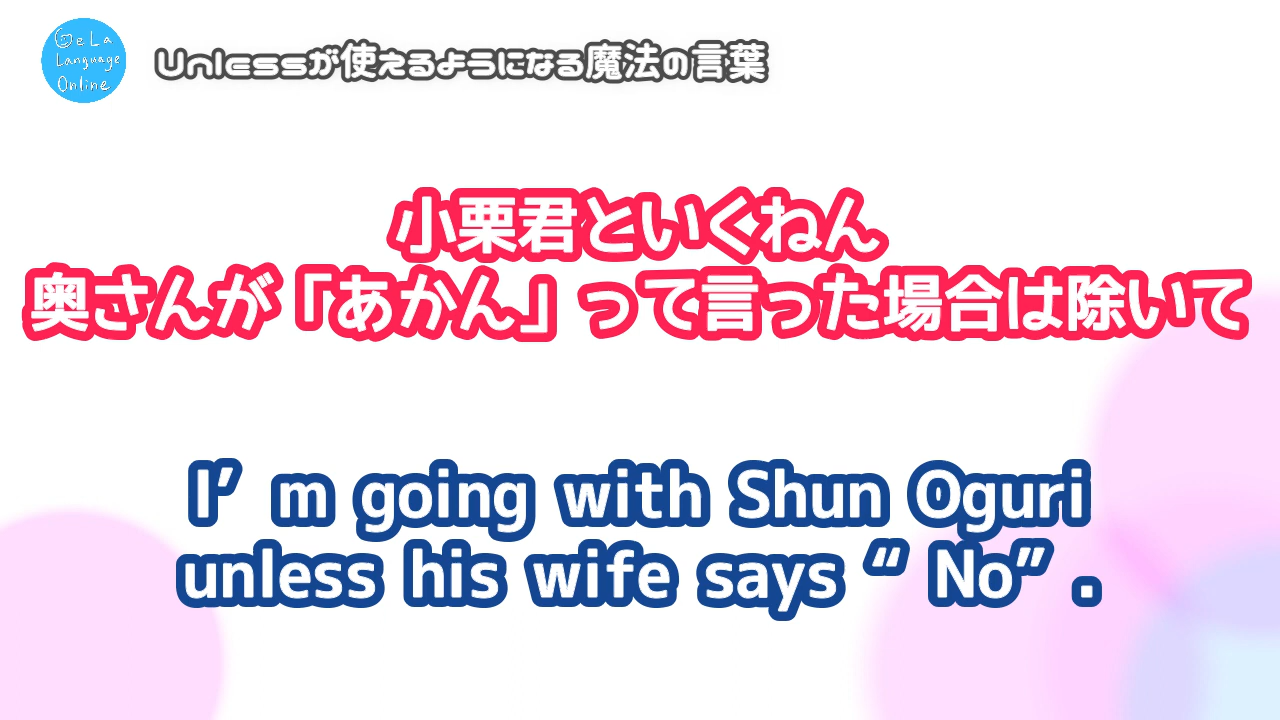 GeLa
Language
Online
Unlessが使えるようになる魔法の言葉
小栗君といくねん
奥さんが「あかん」って言った場合は除いて
I’m going with Shun Oguri
unless his wife says “No”.